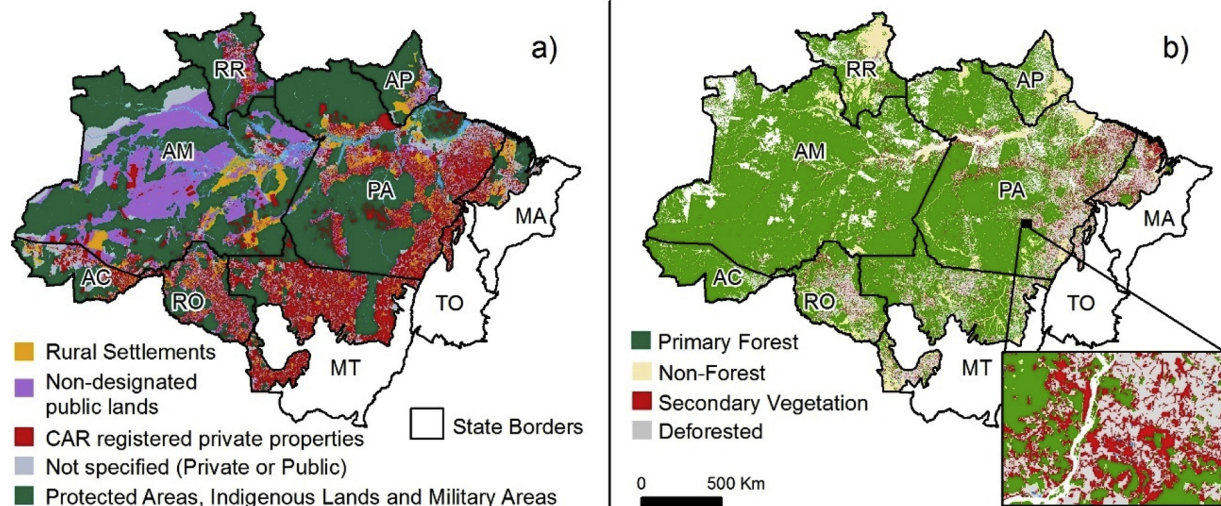 a)
RR
AP
AM
PA
MA
AC
RO
TO
MT
Rural Settlements
Non-designated
public lands
CAR registered private properties
Not specified (Private or Public)
Protected Areas, Indigenous Lands and Military Areas
State Borders
b)
RR
AP
AM
PA
MA
AC
RO
TO
MT
Primary Forest
Non-Forest
Secondary Vegetation
Deforested
0 500 Km